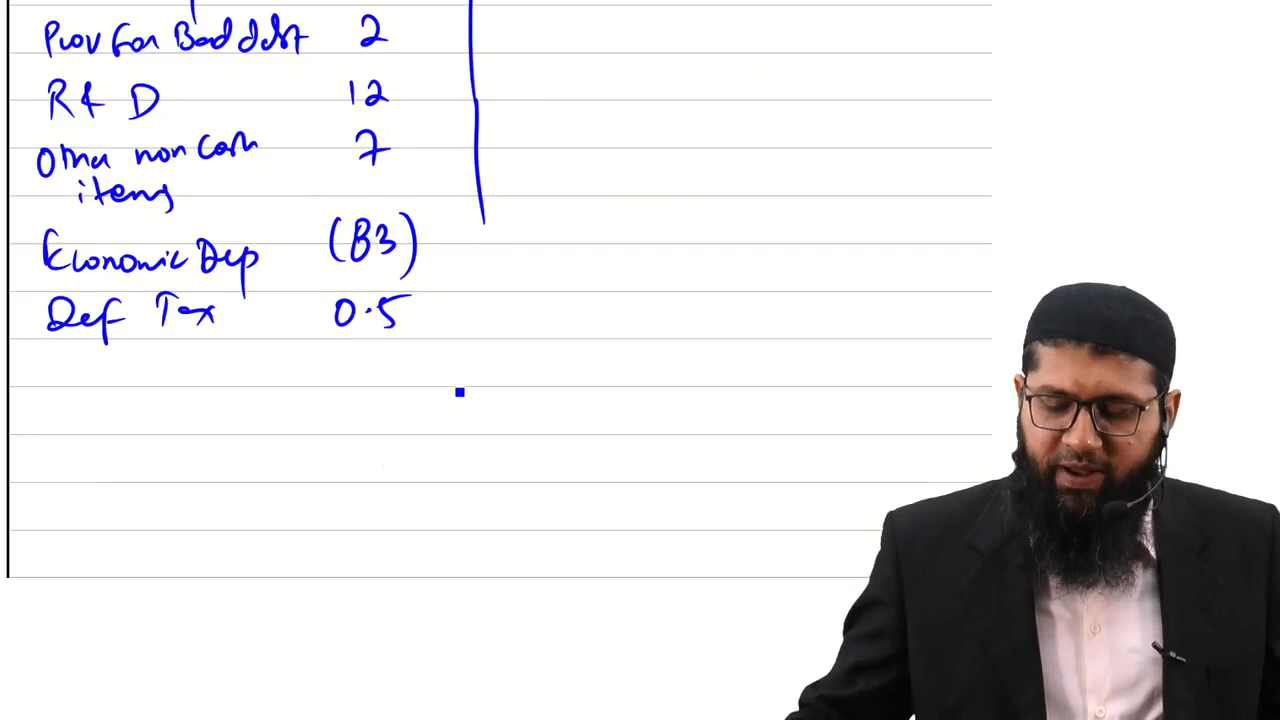 Prov for Bad debt 2
R & D 12
Other non Cash 7
items
Economic Dep (83)
Def Tax 0.5